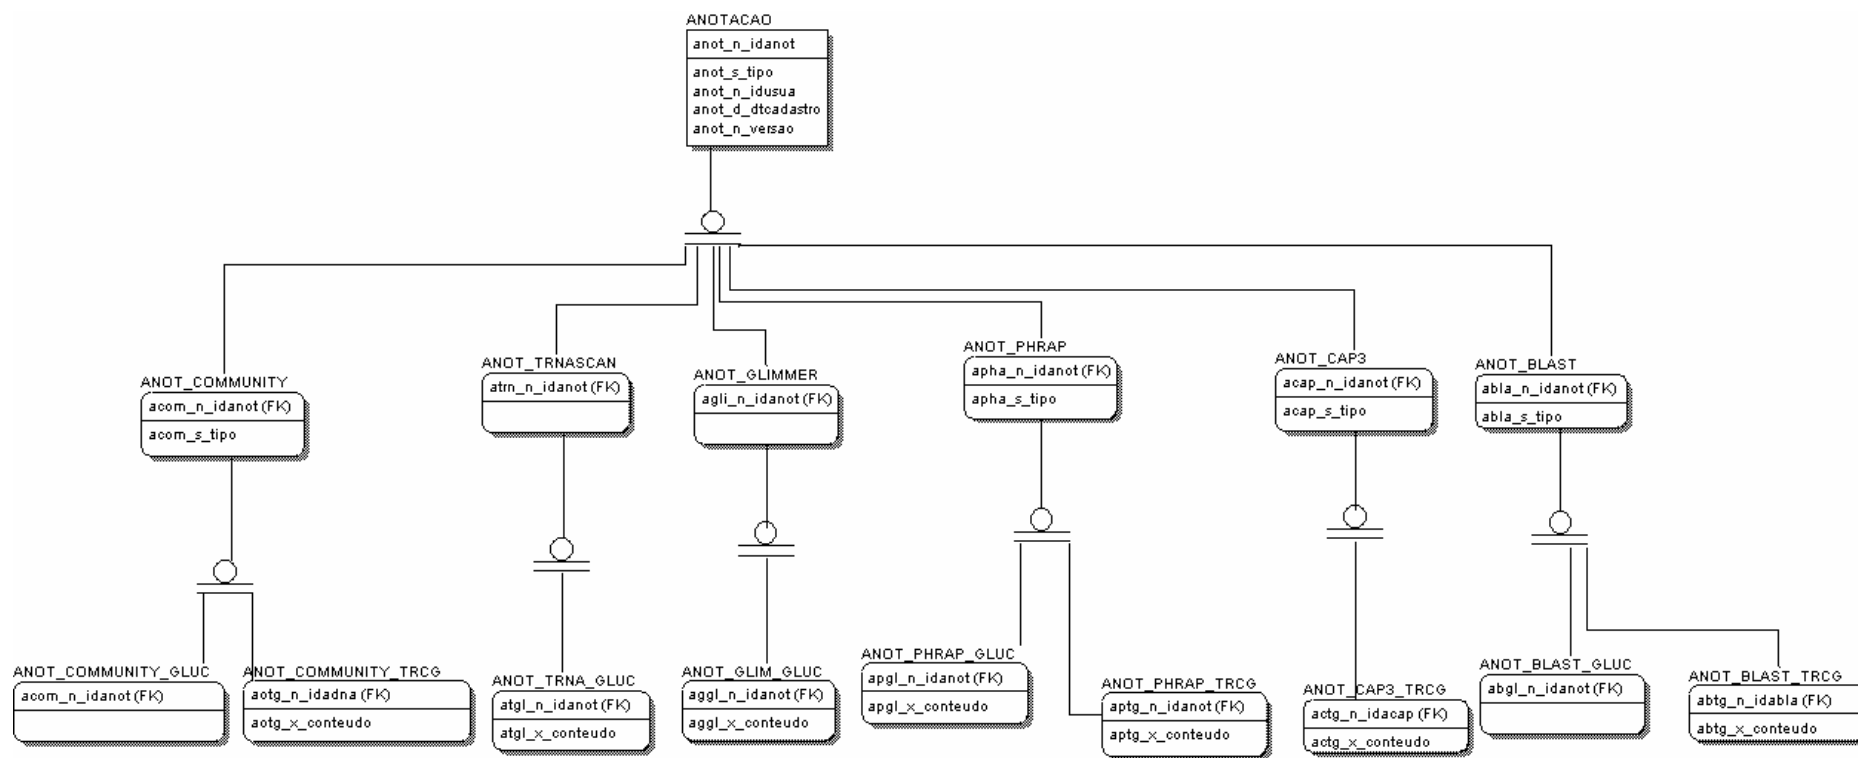 ANOTACAO
anot_n_idanot
anot_s_tipo
anot_n_idusua
anot_d_dtcadastro
anot_n_versao
ANOT_COMMUNITY
acom_n_idanot (FK)
acom_s_tipo
ANOT_TRNASCAN
atrn_n_idanot (FK)
ANOT_GLIMMER
agli_n_idanot (FK)
ANOT_PHRAP
apha_n_idanot (FK)
apha_s_tipo
ANOT_CAP3
acap_n_idanot (FK)
acap_s_tipo
ANOT_BLAST
abla_n_idanot (FK)
abla_s_tipo
ANOT_COMMUNITY_GLUC
acom_n_idanot (FK)
ANOT_COMMUNITY_TRCG
aotg_n_idadna (FK)
aotg_x_conteudo
ANOT_TRNA_GLUC
atgl_n_idanot (FK)
atgl_x_conteudo
ANOT_GLIM_GLUC
aggl_n_idanot (FK)
aggl_x_conteudo
ANOT_PHRAP_GLUC
apgl_n_idanot (FK)
apgl_x_conteudo
ANOT_PHRAP_TRCG
aptg_n_idanot (FK)
aptg_x_conteudo
ANOT_CAP3_TRCG
actg_n_idacap (FK)
actg_x_conteudo
ANOT_BLAST_GLUC
abgl_n_idanot (FK)
ANOT_BLAST_TRCG
abtg_n_idabla (FK)
abtg_x_conteudo